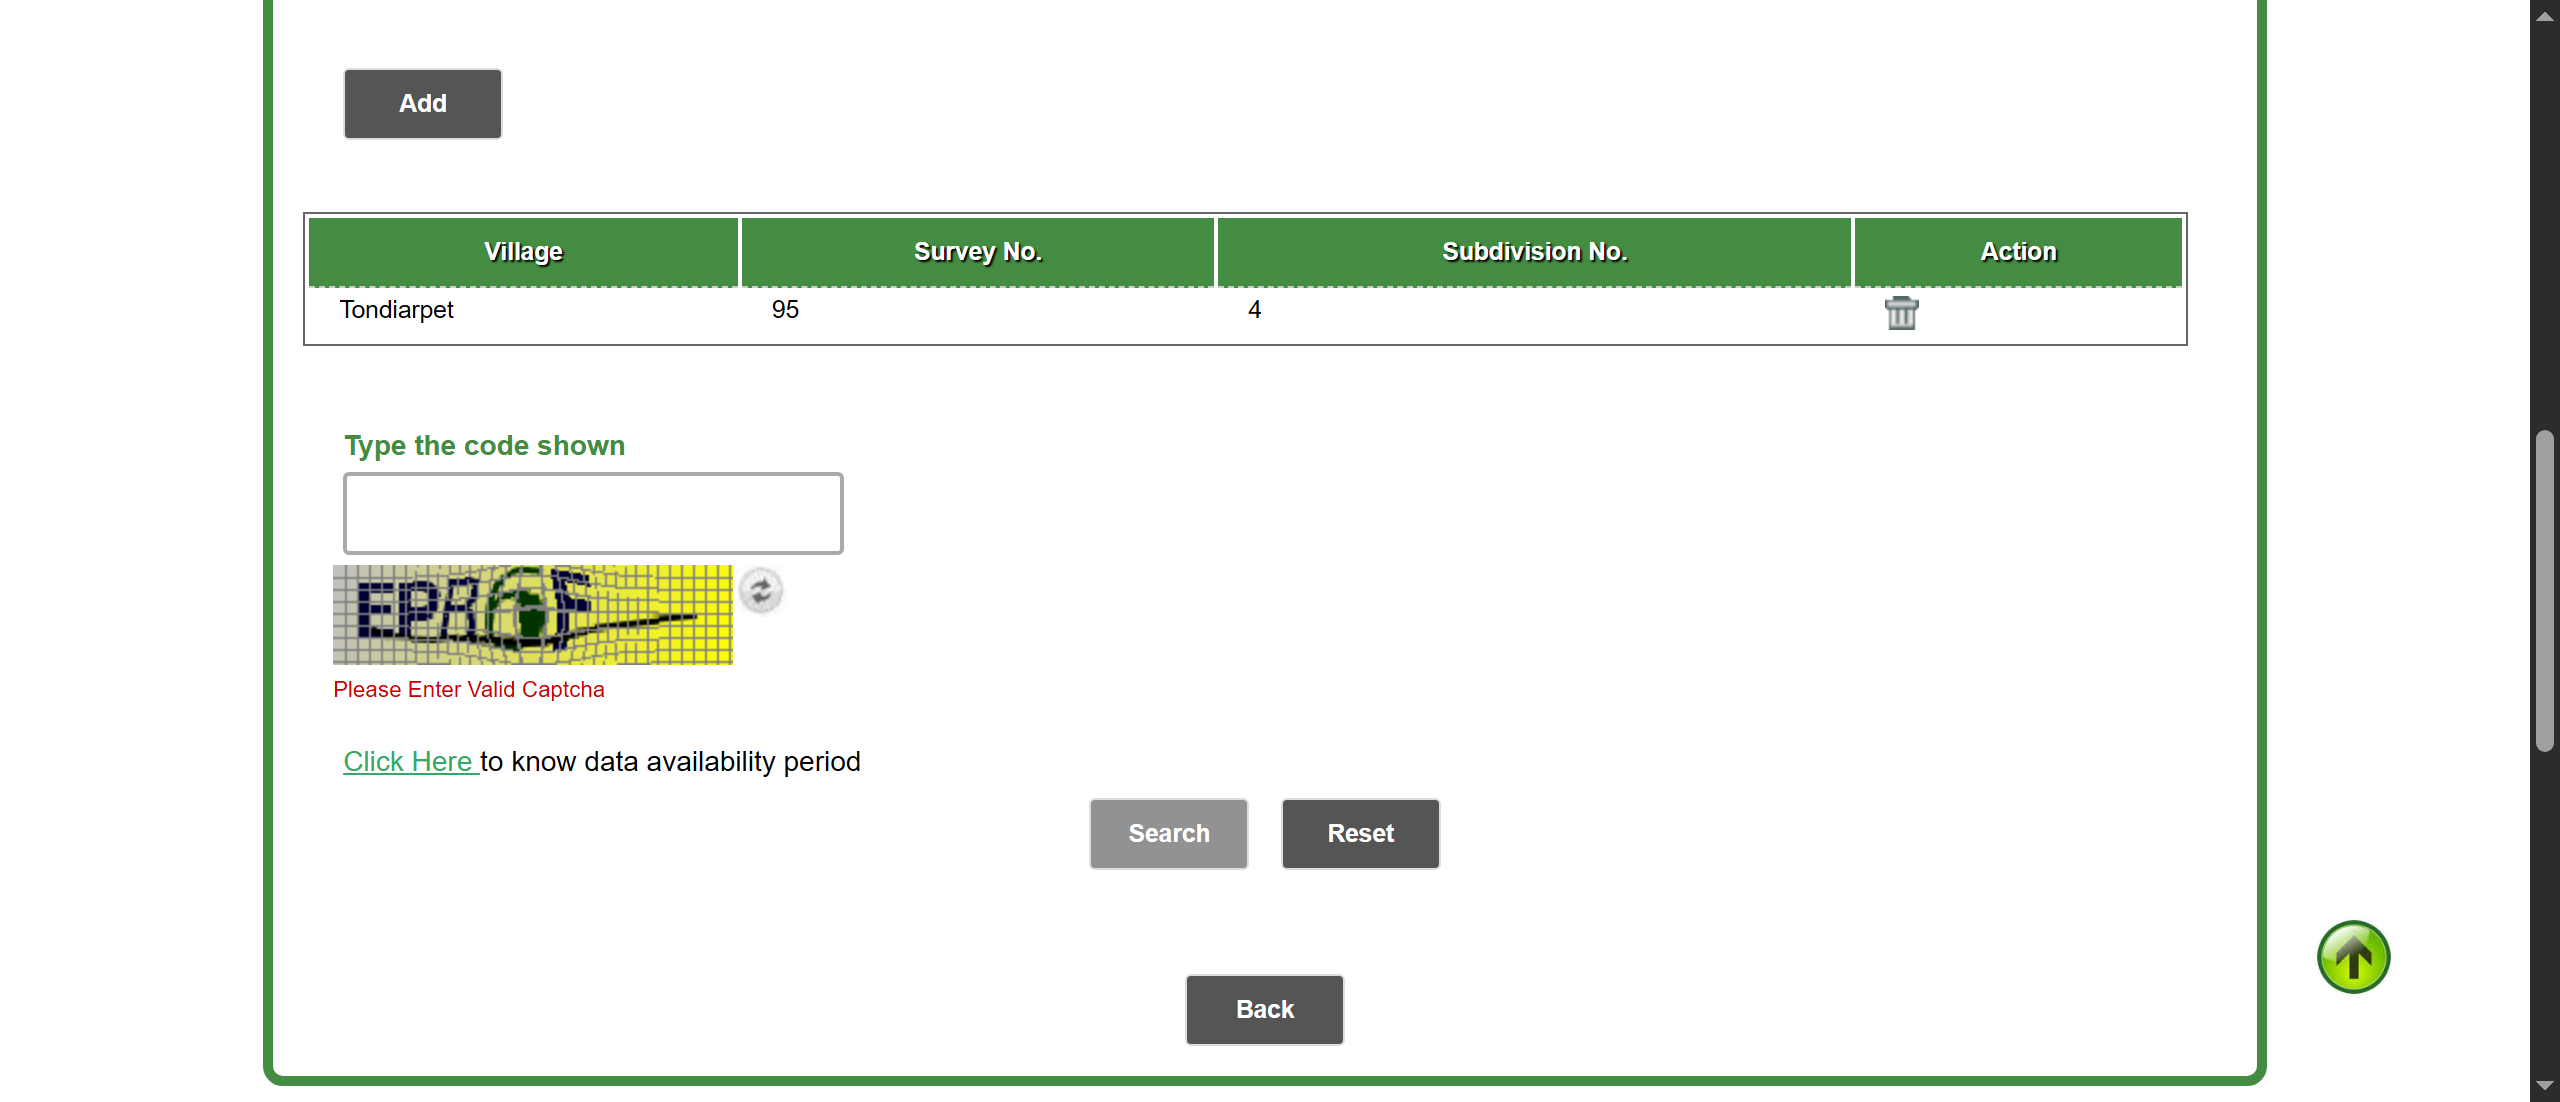 Add
Village Survey No. Subdivision No. Action
Tondiarpet 95 4
Type the code shown
Please Enter Valid Captcha
Click Here to know data availability period
Search Reset
Back